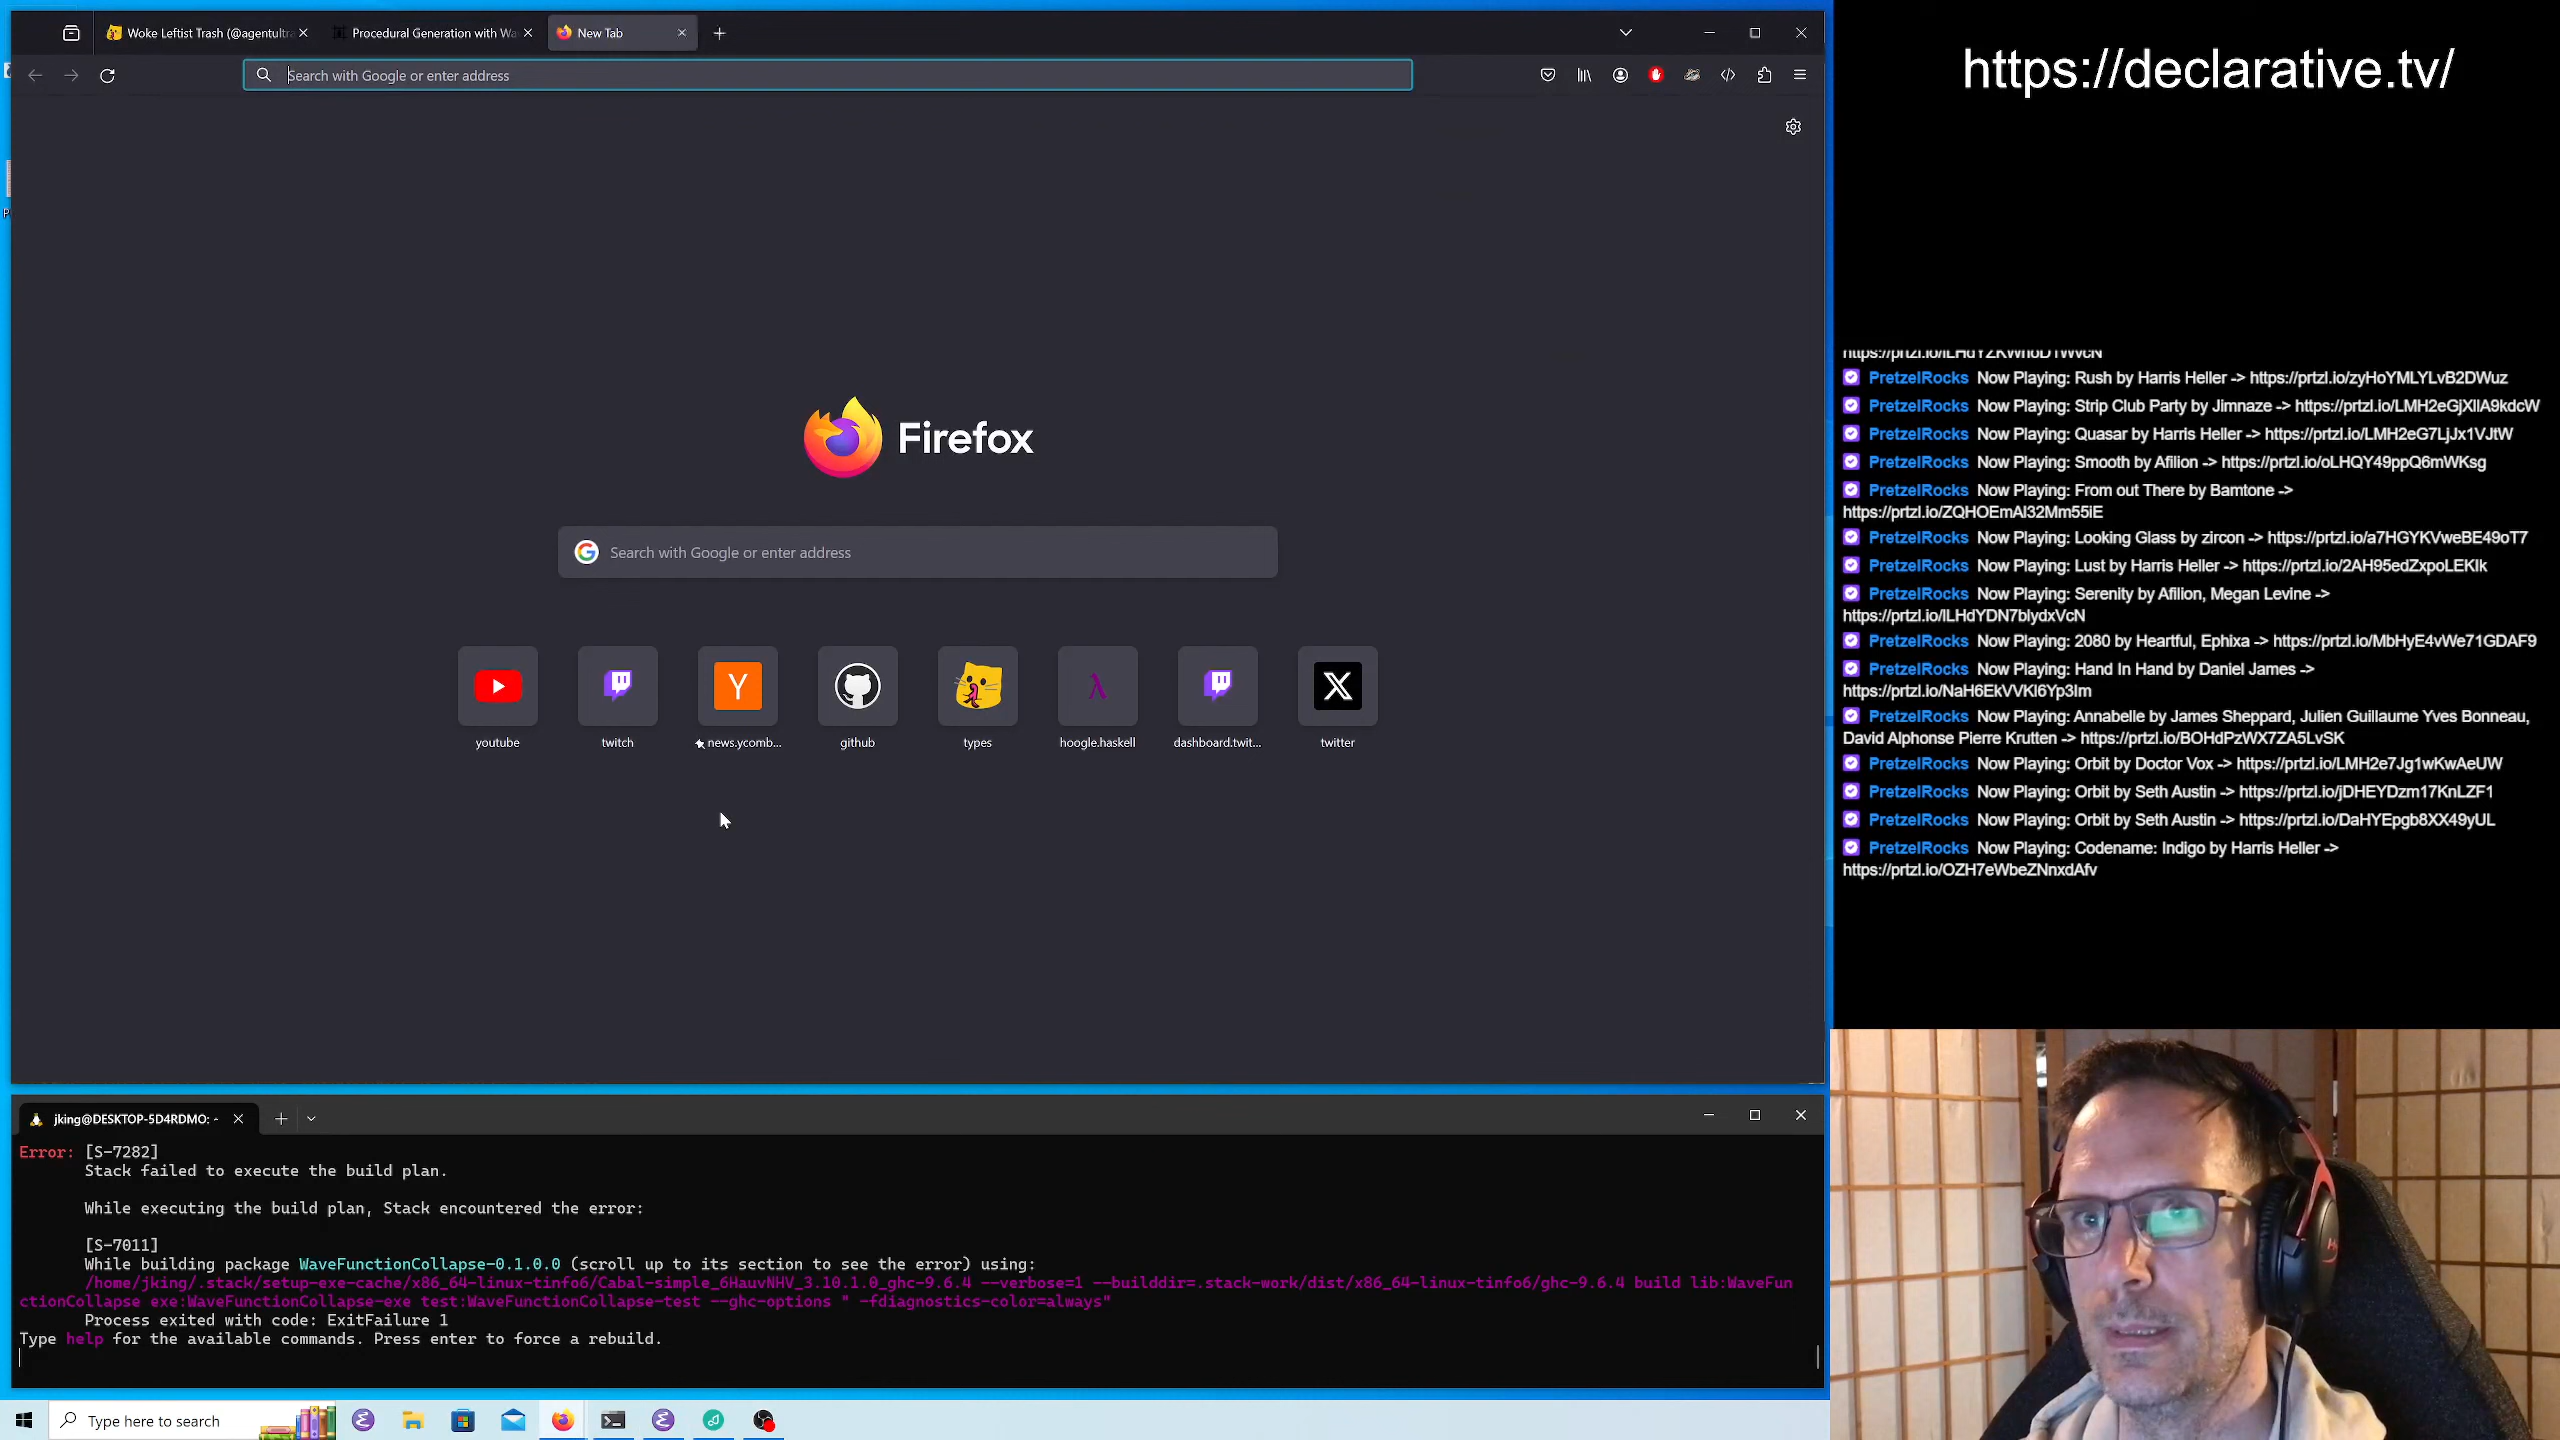 Woke Leftist Trash (@agentultra
Procedural Generation with Wa
New Tab
Search with Google or enter address
Firefox
Search with Google or enter address
youtube
twitch
news.ycomb...
github
types
hoogle.haskell
dashboard.twit...
twitter
jking@DESKTOP-5D4RDMO: ~
Error: [S-7282]
Stack failed to execute the build plan.
While executing the build plan, Stack encountered the error:
[S-7011]
While building package WaveFunctionCollapse-0.1.0.0 (scroll up to its section to see the error) using:
/home/jking/.stack/setup-exe-cache/x86_64-linux-tinfo6/Cabal-simple_6HauvNHV_3.10.1.0_ghc-9.6.4 --verbose=1 --builddir=.stack-work/dist/x86_64-linux-tinfo6/ghc-9.6.4 build lib:WaveFun
ctionCollapse exe:WaveFunctionCollapse-exe test:WaveFunctionCollapse-test --ghc-options " -fdiagnostics-color=always"
Process exited with code: ExitFailure 1
Type help for the available commands. Press enter to force a rebuild.
Type here to search
https://declarative.tv/
PretzelRocks Now Playing: Rush by Harris Heller -> https://prtzl.io/zyHoYMLYLvB2DWuz
PretzelRocks Now Playing: Strip Club Party by Jimnaze -> https://prtzl.io/LMH2eGjXllA9kdcW
PretzelRocks Now Playing: Quasar by Harris Heller -> https://prtzl.io/LMH2eG7LjJx1VJtW
PretzelRocks Now Playing: Smooth by Afilion -> https://prtzl.io/oLHQY49ppQ6mWKsg
PretzelRocks Now Playing: From out There by Bamtone ->
https://prtzl.io/ZQHOEmAl32Mm55iE
PretzelRocks Now Playing: Looking Glass by zircon -> https://prtzl.io/a7HGYKVweBE49oT7
PretzelRocks Now Playing: Lust by Harris Heller -> https://prtzl.io/2AH95edZxpoLEKlk
PretzelRocks Now Playing: Serenity by Afilion, Megan Levine ->
https://prtzl.io/lLHdYDN7blydxVcN
PretzelRocks Now Playing: 2080 by Heartful, Ephixa -> https://prtzl.io/MbHyE4vWe71GDAF9
PretzelRocks Now Playing: Hand In Hand by Daniel James ->
https://prtzl.io/NaH6EkVVKl6Yp3Im
PretzelRocks Now Playing: Annabelle by James Sheppard, Julien Guillaume Yves Bonneau,
David Alphonse Pierre Krutten -> https://prtzl.io/BOHdPzWX7ZA5LvSK
PretzelRocks Now Playing: Orbit by Doctor Vox -> https://prtzl.io/LMH2e7Jg1wKwAeUW
PretzelRocks Now Playing: Orbit by Seth Austin -> https://prtzl.io/jDHEYDzm17KnLZF1
PretzelRocks Now Playing: Orbit by Seth Austin -> https://prtzl.io/DaHYEpgb8XX49yUL
PretzelRocks Now Playing: Codename: Indigo by Harris Heller ->
https://prtzl.io/OZH7eWbeZNnxdAfv